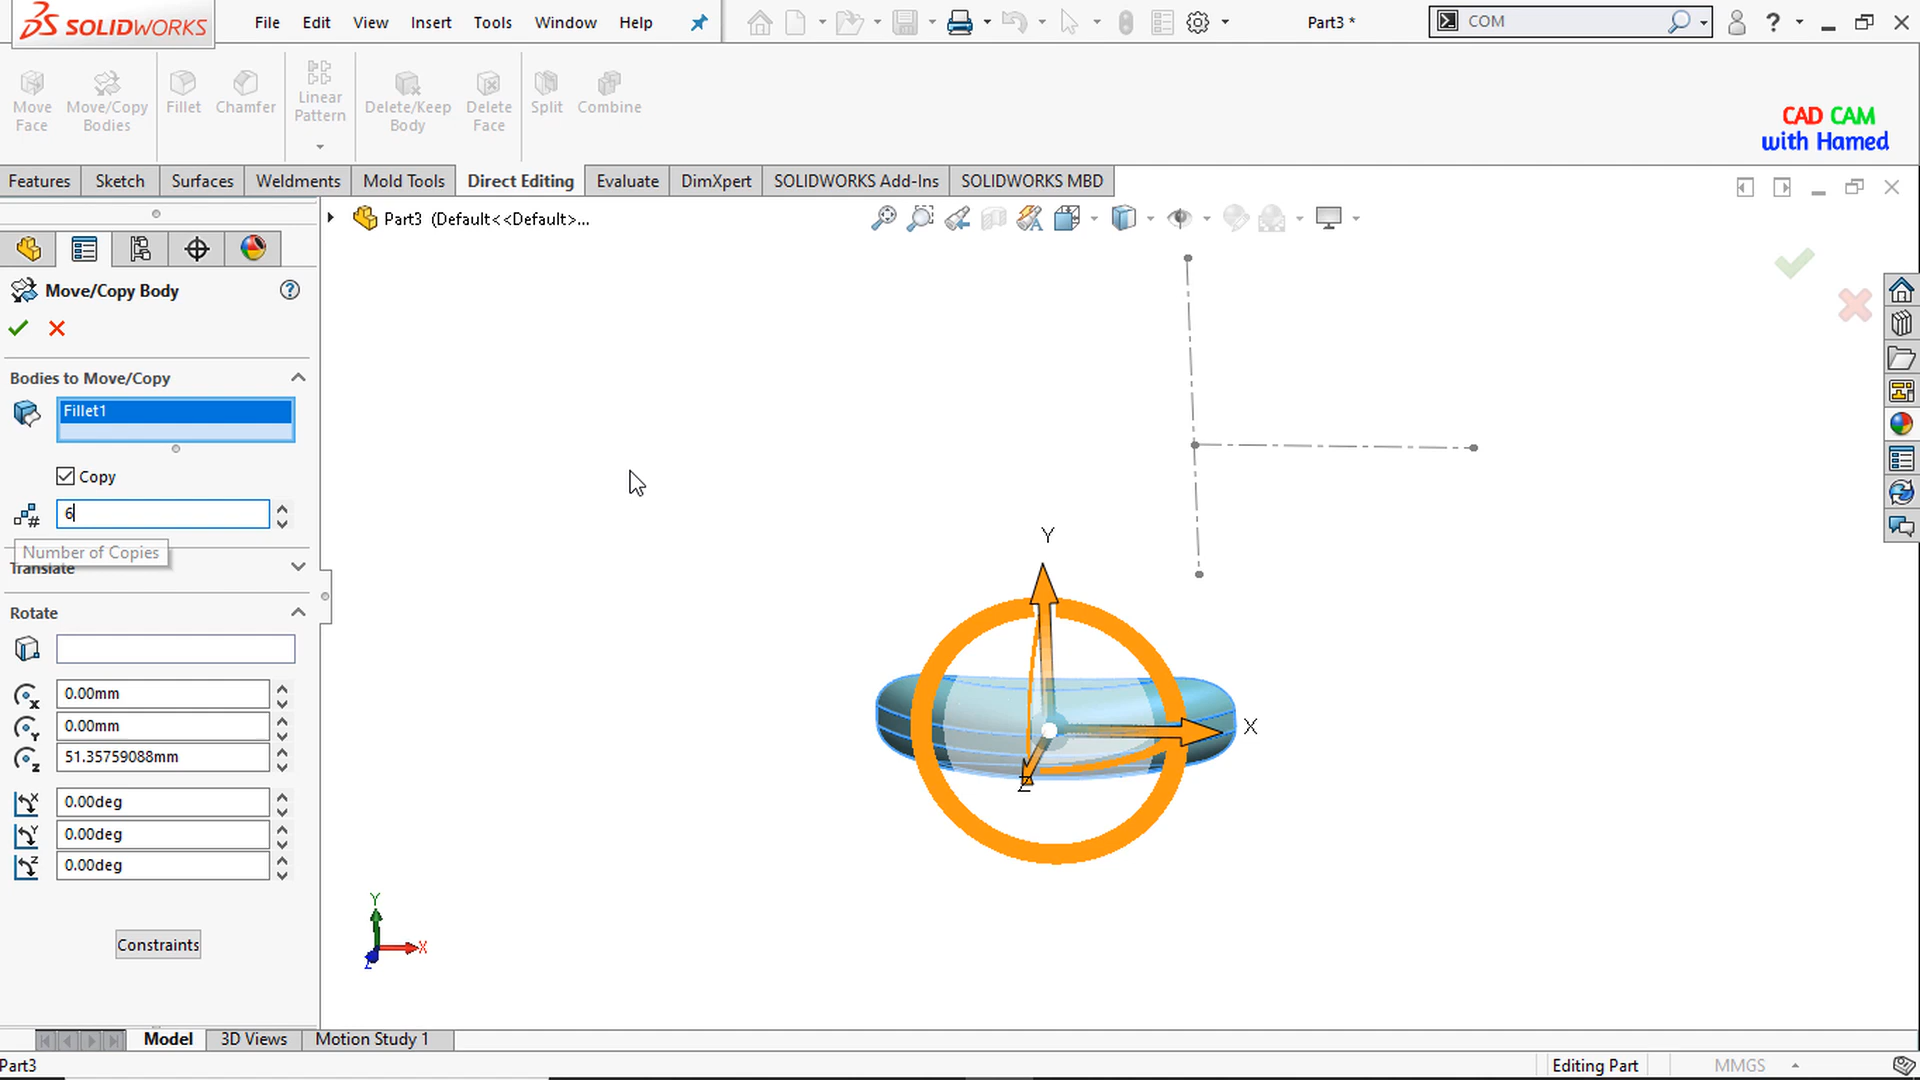 SOLIDWORKS File Edit View Insert Tools Window Help Part3 * COM ?
Move Face
Move/Copy Bodies
Fillet
Chamfer
Linear Pattern
Delete/Keep Body
Delete Face
Split
Combine
CAD CAM
with Hamed
Features Sketch Surfaces Weldments Mold Tools Direct Editing Evaluate DimXpert SOLIDWORKS Add-Ins SOLIDWORKS MBD
Part3 (Default<<Default>...
Move/Copy Body ?
Bodies to Move/Copy
Fillet1
Copy
# 6
Number of Copies
Translate
Rotate
x 0.00mm
Y 0.00mm
z 51.35759088mm
X 0.00deg
Y 0.00deg
Z 0.00deg
Constraints
Y
X
Z
Y
X
Z
Model 3D Views Motion Study 1
Part3 Editing Part MMGS